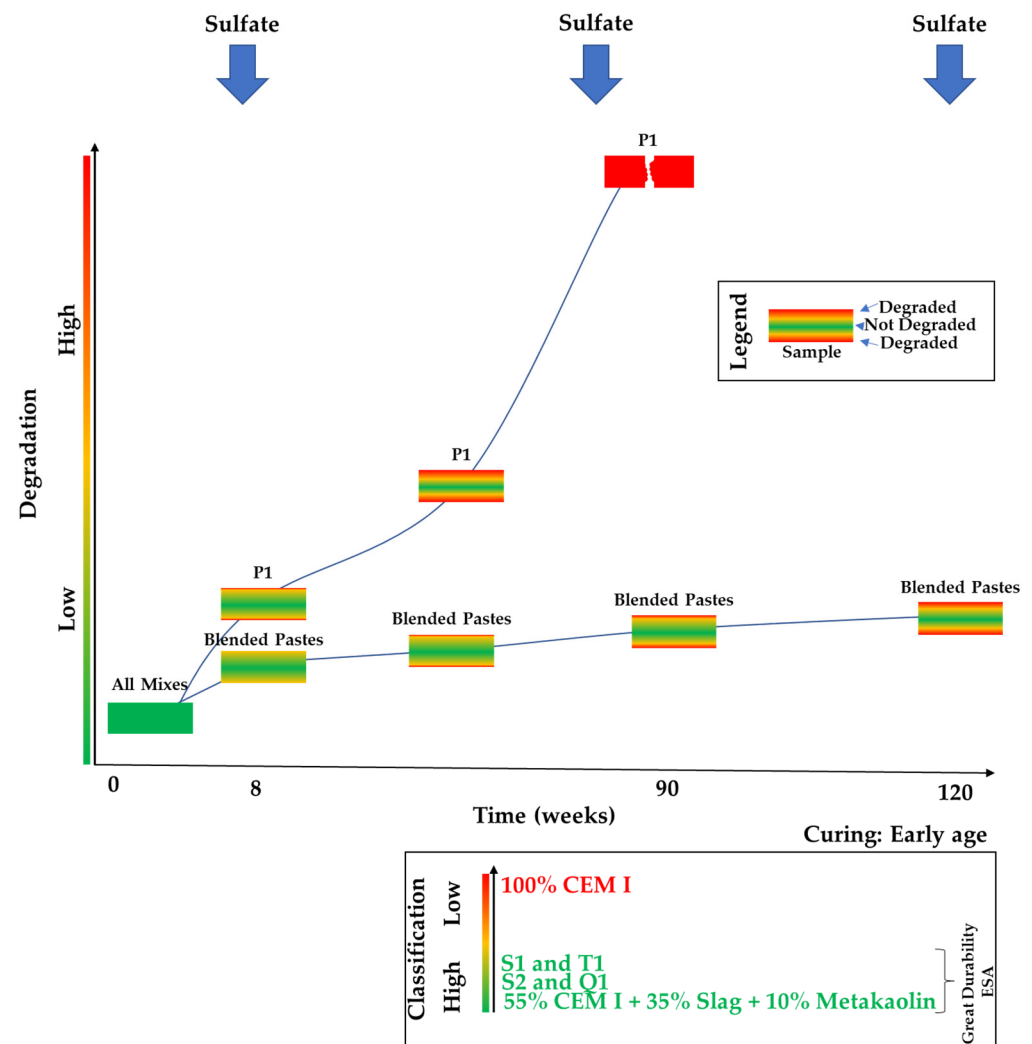 Sulfate
Sulfate
Sulfate
P1
High
Degradation
Low
Legend
Degraded
Not Degraded
Degraded
Sample
P1
P1
Blended Pastes
Blended Pastes
Blended Pastes
Blended Pastes
All Mixes
0
8
90
120
Time (weeks)
Curing: Early age
Classification
Low
High
100% CEM I
S1 and T1
S2 and Q1
55% CEM I + 35% Slag + 10% Metakaolin
Great Durability
ESA